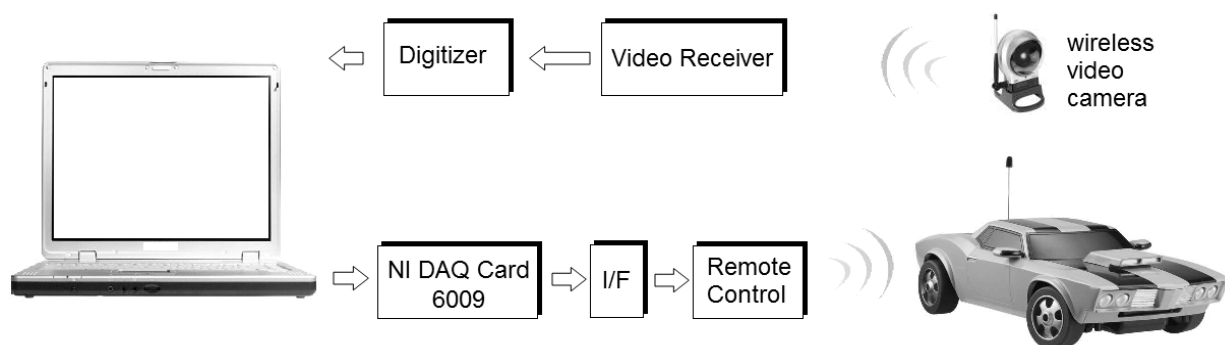 Digitizer
Video Receiver
wireless
video
camera
NI DAQ Card
6009
I/F
Remote
Control